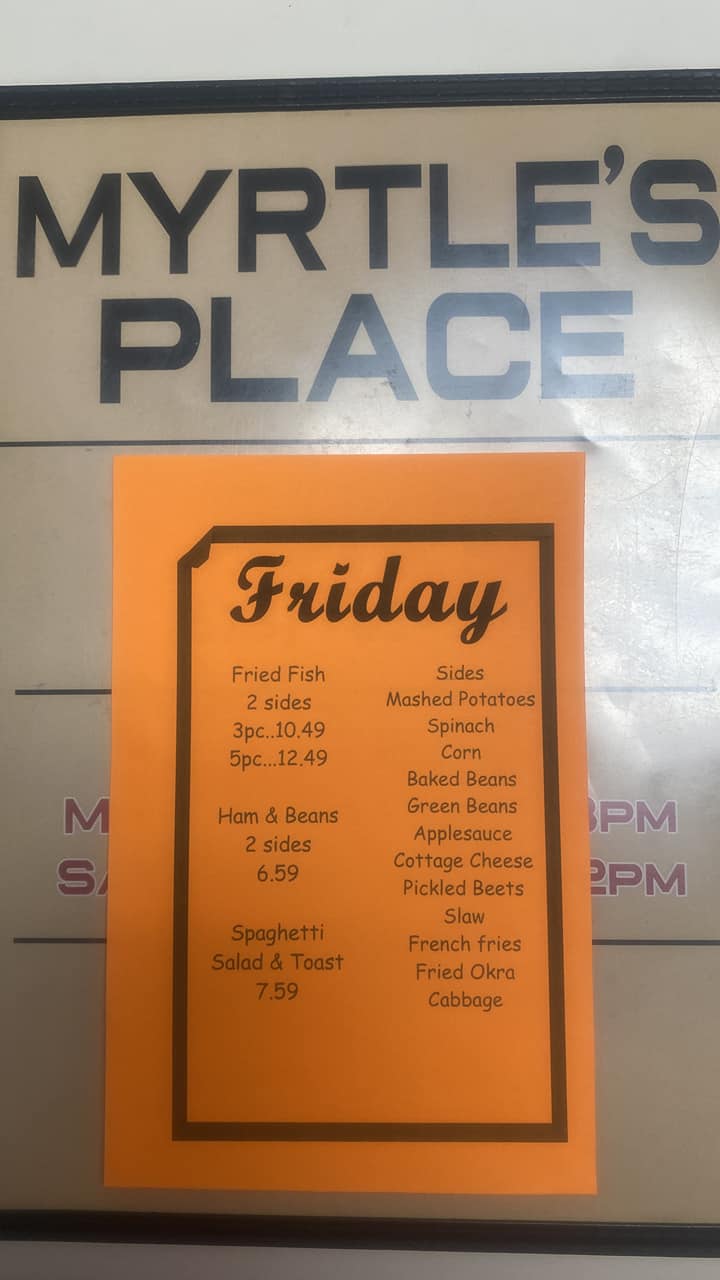 MYRTLE'S
PLACE
Friday
Fried Fish
2 sides
3pc..10.49
5pc...12.49
Ham & Beans
2 sides
6.59
Spaghetti
Salad & Toast
7.59
Sides
Mashed Potatoes
Spinach
Corn
Baked Beans
Green Beans
Applesauce
Cottage Cheese
Pickled Beets
Slaw
French fries
Fried Okra
Cabbage